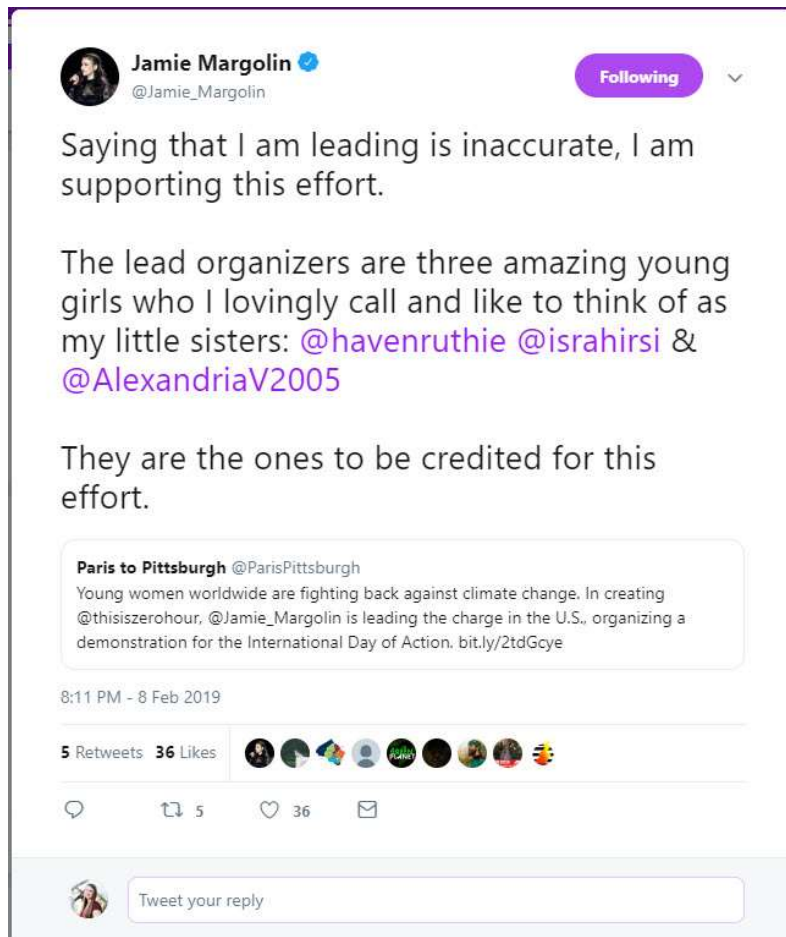 Jamie Margolin
@Jamie_Margolin
Following
Saying that I am leading is inaccurate, I am
supporting this effort.
The lead organizers are three amazing young
girls who I lovingly call and like to think of as
my little sisters: @havenruthie @israhirsi &
@AlexandriaV2005
They are the ones to be credited for this
effort.
Paris to Pittsburgh @ParisPittsburgh
Young women worldwide are fighting back against climate change. In creating
@thisiszerohour, @Jamie_Margolin is leading the charge in the U.S., organizing a
demonstration for the International Day of Action. bit.ly/2tdGcye
8:11 PM - 8 Feb 2019
5 Retweets 36 Likes
5 36
Tweet your reply